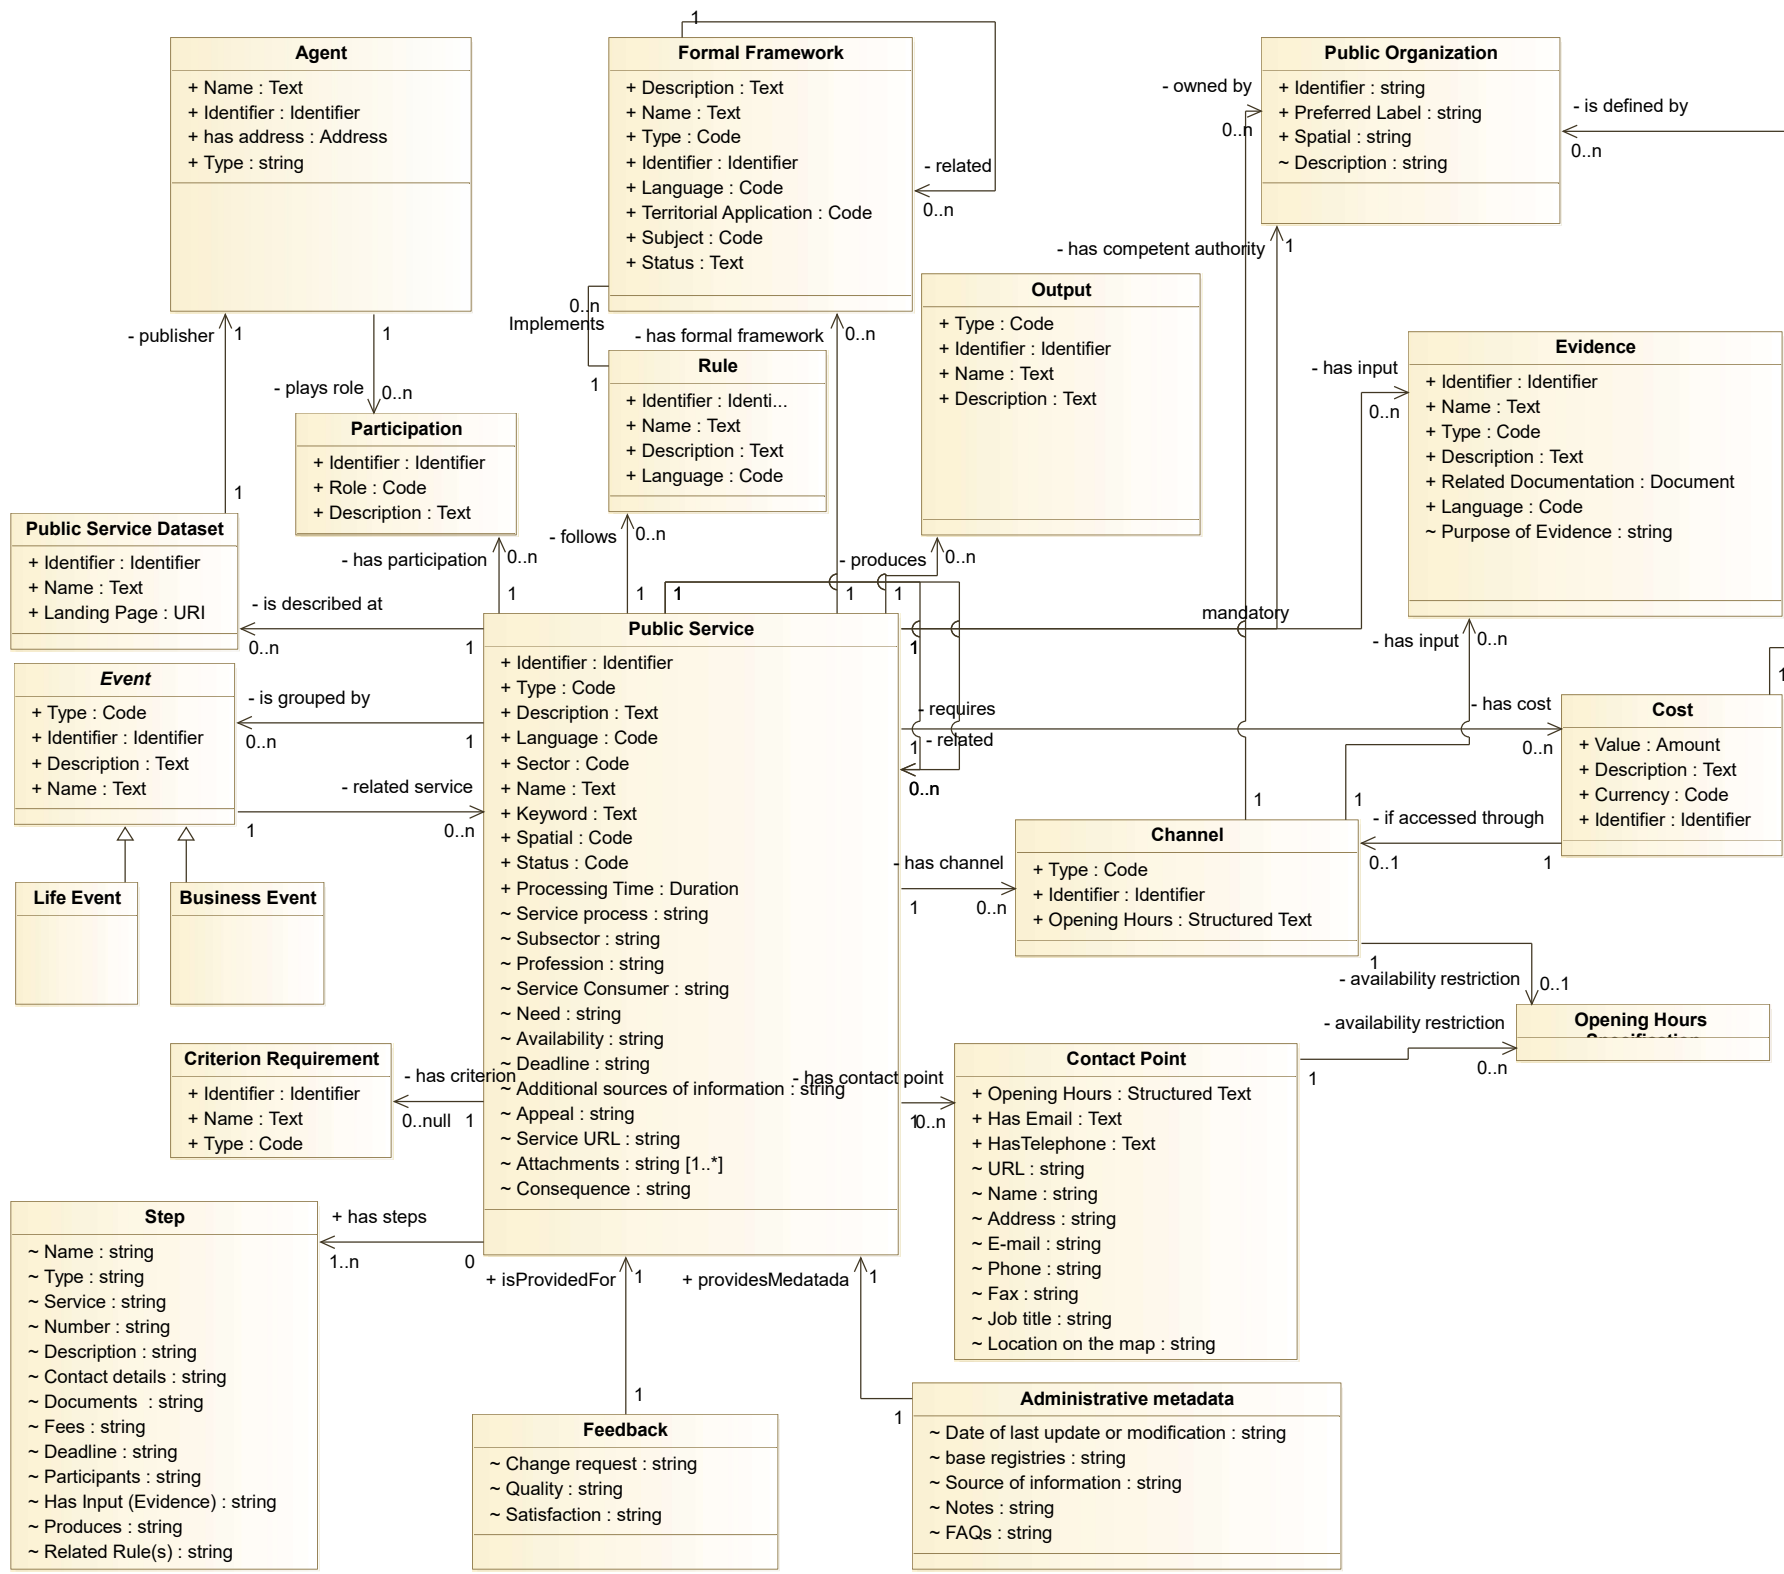 Agent
+ Name : Text
+ Identifier : Identifier
+ has address : Address
+ Type : string
1
Formal Framework
+ Description : Text
+ Name : Text
+ Type : Code
+ Identifier : Identifier
+ Language : Code
+ Territorial Application : Code
+ Subject : Code
+ Status : Text
- related
0..n
Public Organization
+ Identifier : string
+ Preferred Label : string
+ Spatial : string
~ Description : string
- owned by
0..n
- is defined by
0..n
- has competent authority
1
0..n
Implements
1
- has formal framework
0..n
Output
+ Type : Code
+ Identifier : Identifier
+ Name : Text
+ Description : Text
Evidence
+ Identifier : Identifier
+ Name : Text
+ Type : Code
+ Description : Text
+ Related Documentation : Document
+ Language : Code
~ Purpose of Evidence : string
- has input
0..n
- publisher
1
1
- plays role
0..n
1
Rule
+ Identifier : Identi...
+ Name : Text
+ Description : Text
+ Language : Code
Participation
+ Identifier : Identifier
+ Role : Code
+ Description : Text
Public Service Dataset
+ Identifier : Identifier
+ Name : Text
+ Landing Page : URI
- has participation
0..n
1
- follows
0..n
1
1
1
- produces
0..n
1
- is described at
0..n
1
mandatory
1
- has input
0..n
Event
+ Type : Code
+ Identifier : Identifier
+ Description : Text
+ Name : Text
- is grouped by
0..n
1
- related service
1
0..n
Life Event
Business Event
Public Service
+ Identifier : Identifier
+ Type : Code
+ Description : Text
+ Language : Code
+ Sector : Code
+ Name : Text
+ Keyword : Text
+ Spatial : Code
+ Status : Code
+ Processing Time : Duration
~ Service process : string
~ Subsector : string
~ Profession : string
~ Service Consumer : string
~ Need : string
~ Availability : string
~ Deadline : string
~ Additional sources of information : string
~ Appeal : string
~ Service URL : string
~ Attachments : string [1..*]
~ Consequence : string
- requires
- related
1
0..n
- has cost
0..n
1
Cost
+ Value : Amount
+ Description : Text
+ Currency : Code
+ Identifier : Identifier
1
1
- if accessed through
0..1
1
Channel
+ Type : Code
+ Identifier : Identifier
+ Opening Hours : Structured Text
- has channel
1
0..n
1
- availability restriction
0..1
- availability restriction
1
0..n
Opening Hours
Criterion Requirement
+ Identifier : Identifier
+ Name : Text
+ Type : Code
- has criterion
0..null
1
- has contact point
1
0..n
Contact Point
+ Opening Hours : Structured Text
+ Has Email : Text
+ HasTelephone : Text
~ URL : string
~ Name : string
~ Address : string
~ E-mail : string
~ Phone : string
~ Fax : string
~ Job title : string
~ Location on the map : string
Step
~ Name : string
~ Type : string
~ Service : string
~ Number : string
~ Description : string
~ Contact details : string
~ Documents  : string
~ Fees : string
~ Deadline : string
~ Participants : string
~ Has Input (Evidence) : string
~ Produces : string
~ Related Rule(s) : string
+ has steps
1..n
0
+ isProvidedFor
1
1
+ providesMedatada
1
1
Feedback
~ Change request : string
~ Quality : string
~ Satisfaction : string
Administrative metadata
~ Date of last update or modification : string
~ base registries : string
~ Source of information : string
~ Notes : string
~ FAQs : string